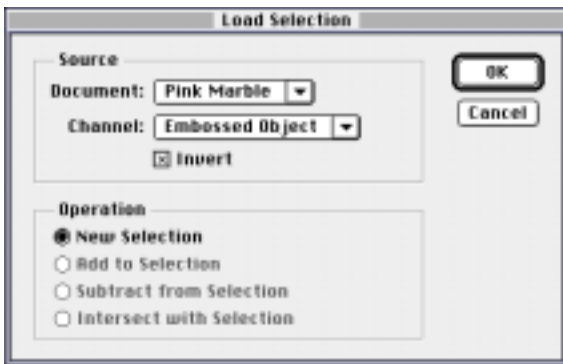 Load Selection
Source
Document: Pink Marble
Channel: Embossed Object
Invert
OK
Cancel
Operation
New Selection
Add to Selection
Subtract from Selection
Intersect with Selection